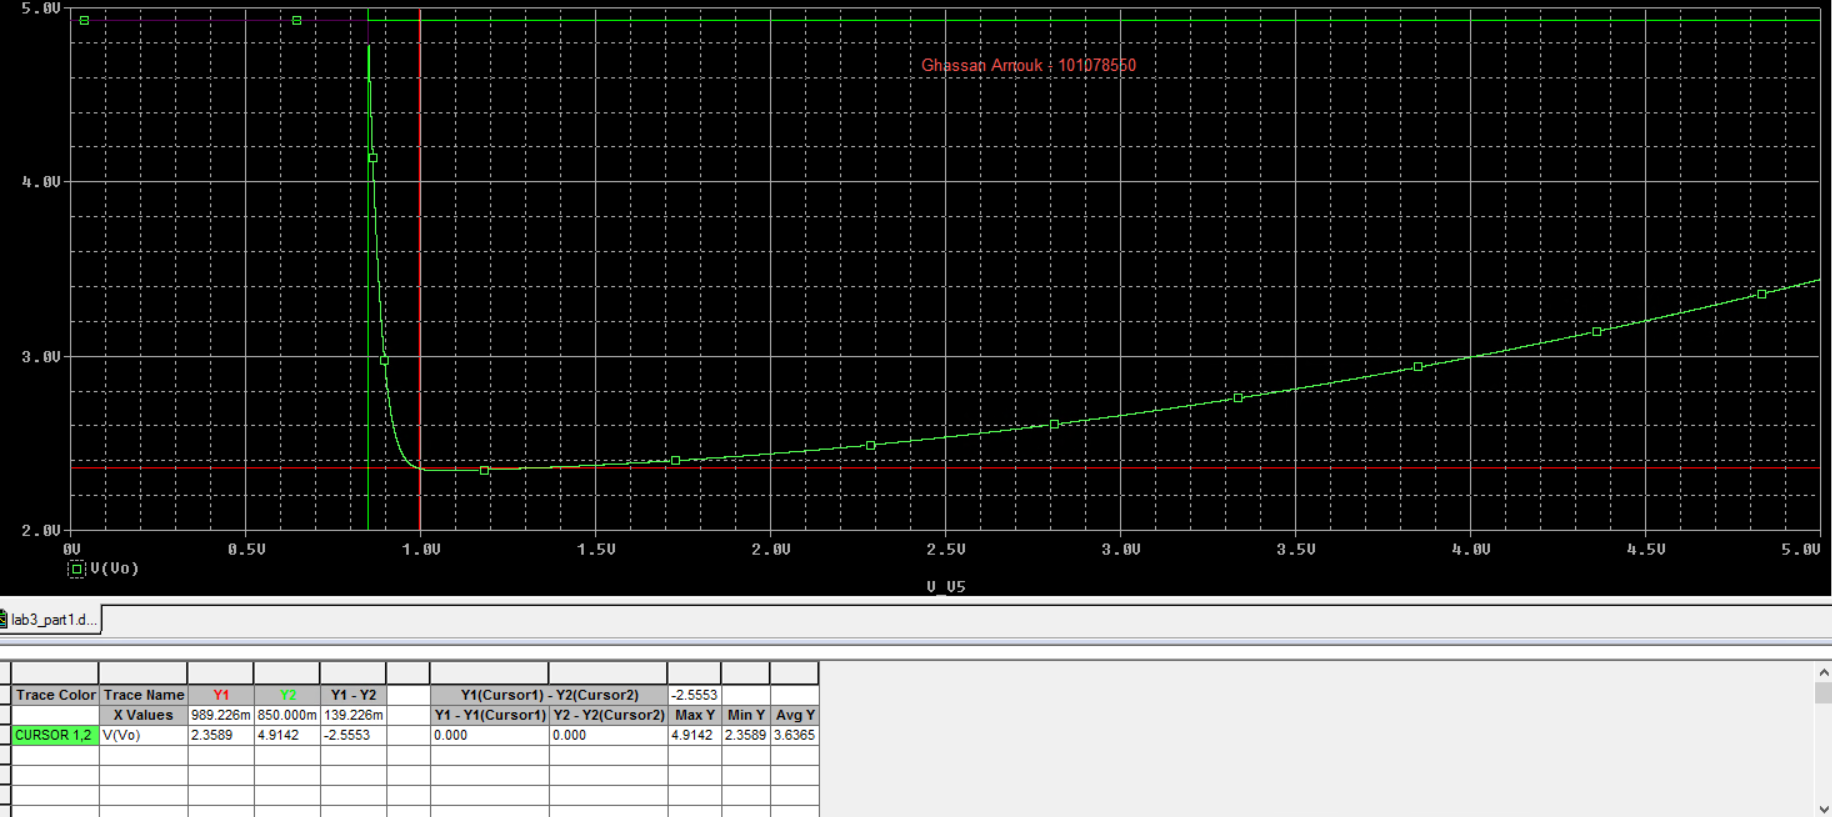 5.0V
Ghassan Arnouk - 101078550
4.0V
3.0V
2.0V
0V 0.5V 1.0V 1.5V 2.0V 2.5V 3.0V 3.5V 4.0V 4.5V 5.0V
V(Vo)
V_V5
lab3_part1.d...
Trace Color Trace Name Y1 Y2 Y1 - Y2 Y1(Cursor1) - Y2(Cursor2) -2.5553
X Values 989.226m 850.000m 139.226m Y1 - Y1(Cursor1) Y2 - Y2(Cursor2) Max Y Min Y Avg Y
CURSOR 1,2 V(Vo) 2.3589 4.9142 -2.5553 0.000 0.000 4.9142 2.3589 3.6365